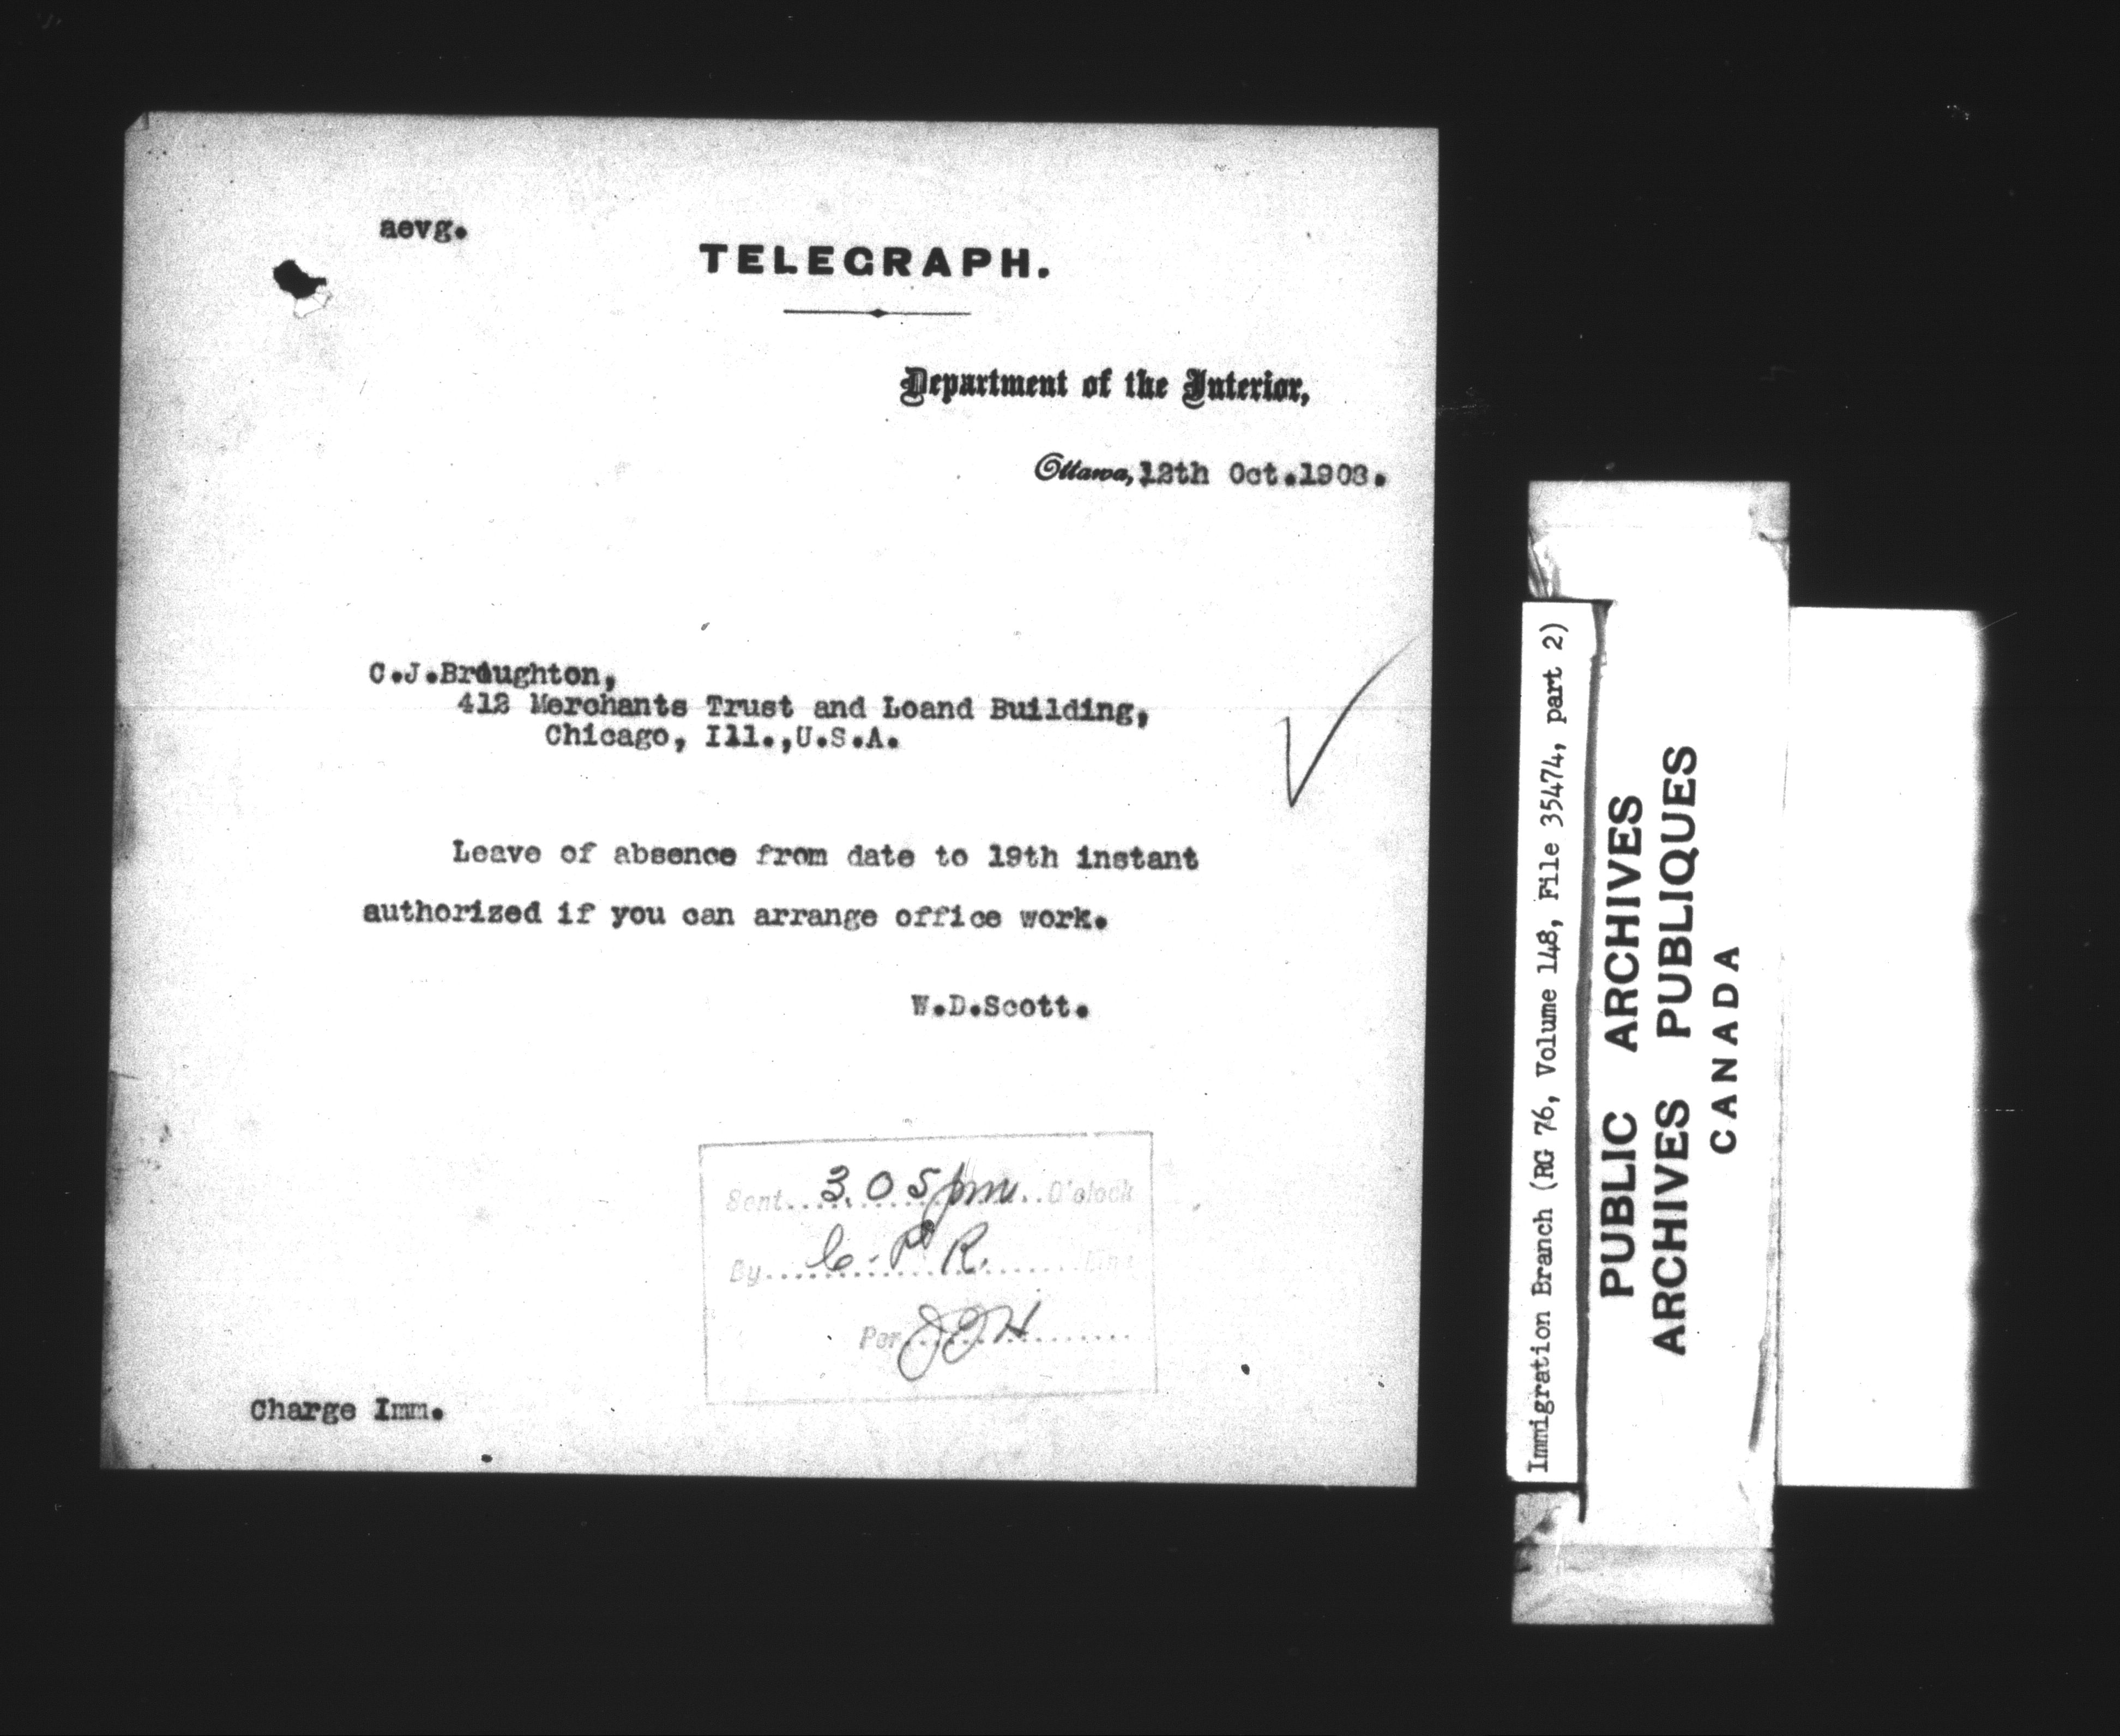 aevg.
TELEGRAPH.
Department of the Interior,
Ottawa, 12th Oct. 1903.
C.J.Broughton,
412 Merchants Trust and Loand Building,
Chicago, Ill.,U.S.A.
Leave of absence from date to 19th instant
authorized if you can arrange office work.
W.D.Scott.
Sent 3.05 pm O'clock
By C.P.R. Line
Per JEH
Charge Imm.
Immigration Branch (RG 76, Volume 148, File 35474, part 2)
PUBLIC ARCHIVES
ARCHIVES PUBLIQUES
CANADA